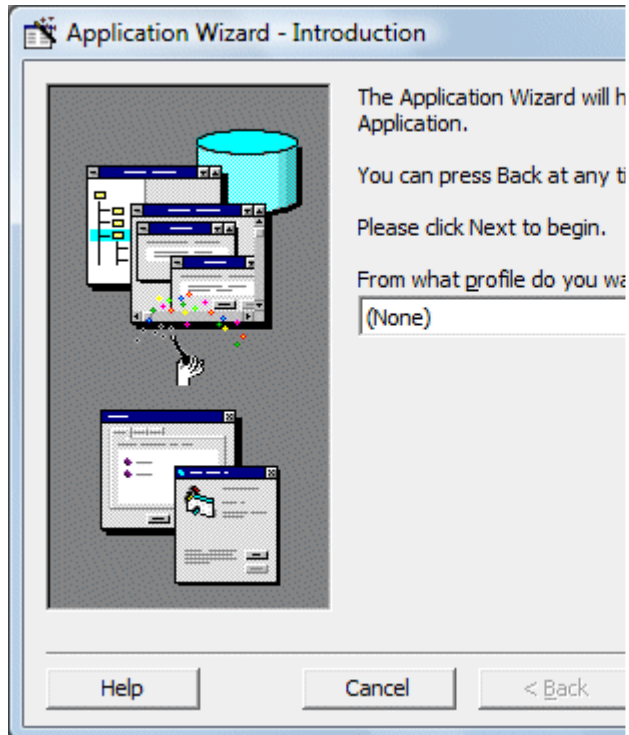 Application Wizard - Introduction
The Application Wizard will h
Application.
You can press Back at any ti
Please click Next to begin.
From what profile do you wa
(None)
Help
Cancel
< Back